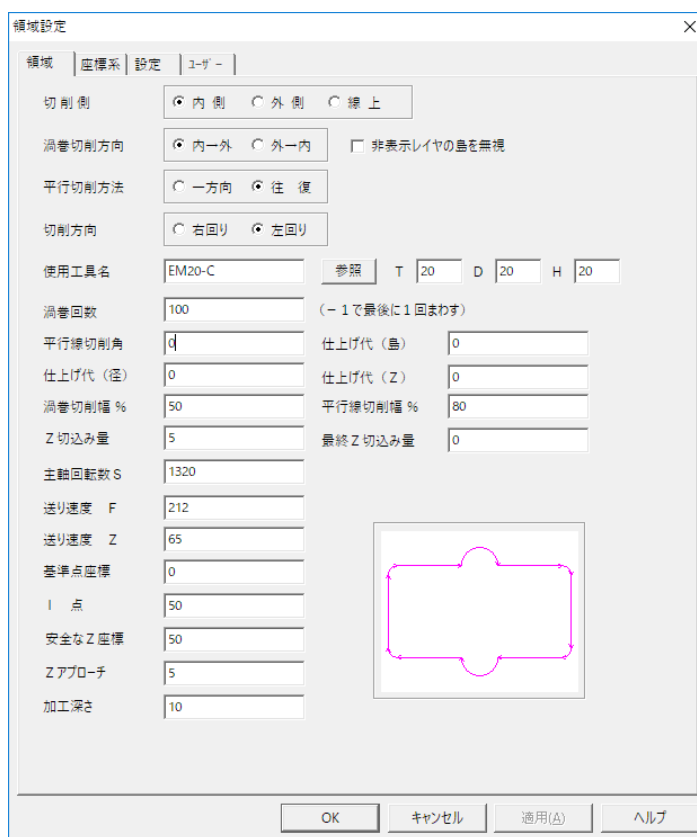 領域設定
領域 座標系 設定 ﾕｰｻﾞｰ
切 削 側 内 側 外 側 線 上
渦巻切削方向 内→外 外→内 非表示レイヤの島を無視
平行切削方法 一方向 往 復
切削方向 右回り 左回り
使用工具名 EM20-C 参照 T 20 D 20 H 20
渦巻回数 100 (－１で最後に１回まわす)
平行線切削角 0 仕上げ代（島） 0
仕上げ代（径） 0 仕上げ代（Ｚ） 0
渦巻切削幅 % 50 平行線切削幅 % 80
Ｚ切込み量 5 最終Ｚ切込み量 0
主軸回転数Ｓ 1320
送り速度 Ｆ 212
送り速度 Ｚ 65
基準点座標 0
Ｉ 点 50
安全なＺ座標 50
Ｚアプローチ 5
加工深さ 10
OK キャンセル 適用(A) ヘルプ